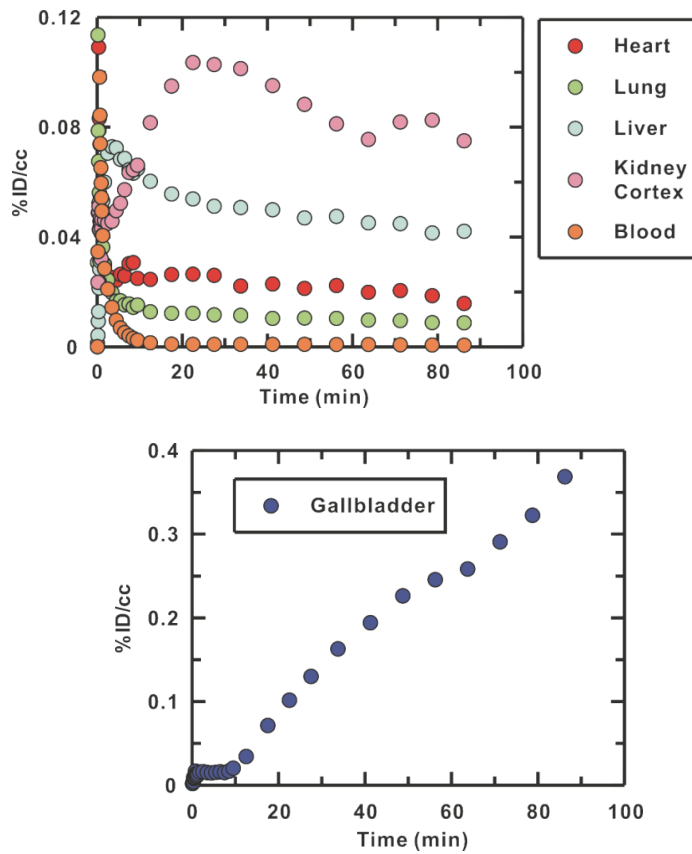 0.12
0.08
0.04
0
%ID/cc
0 20 40 60 80 100
Time (min)
Heart
Lung
Liver
Kidney
Cortex
Blood
0.4
0.3
0.2
0.1
0
%ID/cc
Gallbladder
0 20 40 60 80 100
Time (min)